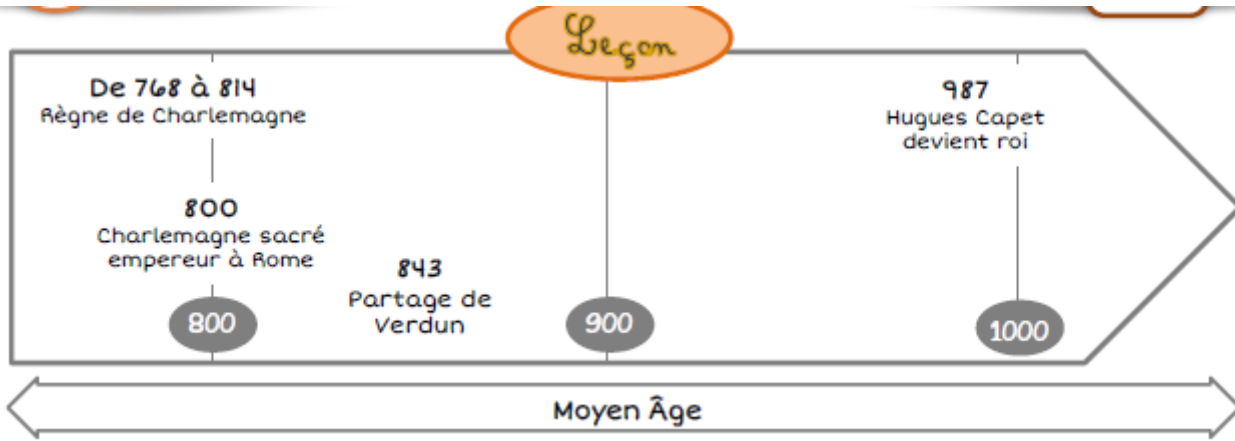 Leçon
De 768 à 814
Règne de Charlemagne
987
Hugues Capet
devient roi
800
Charlemagne sacré
empereur à Rome
843
Partage de
Verdun
800
900
1000
Moyen Âge